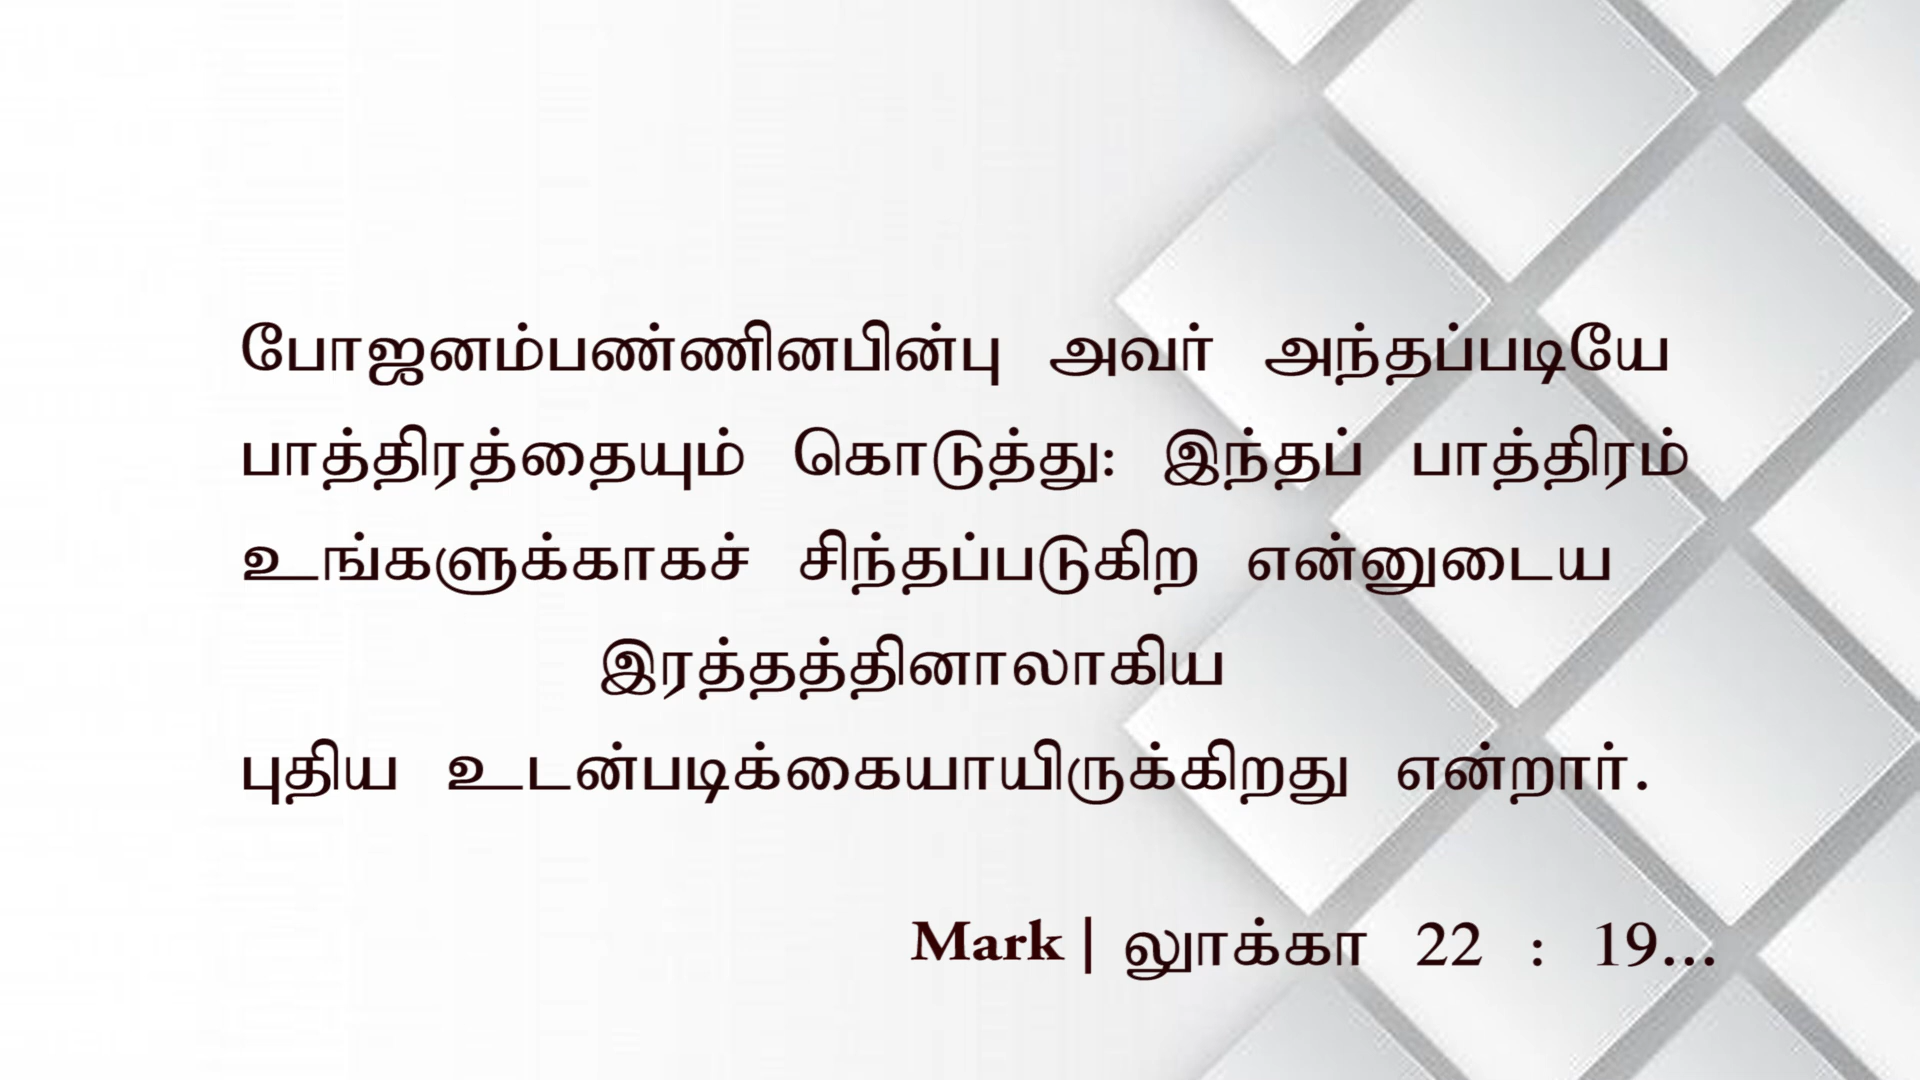 போஜனம்பண்ணினபின்பு அவர் அந்தப்படியே
பாத்திரத்தையும் கொடுத்து: இந்தப் பாத்திரம்
உங்களுக்காகச் சிந்தப்படுகிற என்னுடைய
இரத்தத்தினாலாகிய
புதிய உடன்படிக்கையாயிருக்கிறது என்றார்.
Mark | லூக்கா 22 : 19...